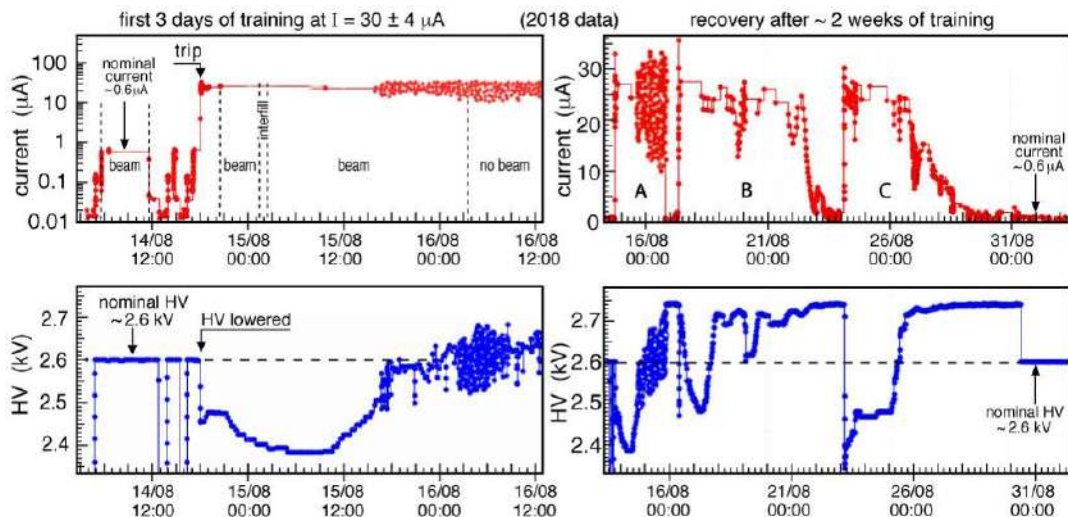 first 3 days of training at I = 30 ± 4 μA
(2018 data)
recovery after ~ 2 weeks of training
current (μA)
100
10
1
0.1
0.01
nominal
current
~0.6μA
trip
beam
beam
interfill
beam
no beam
14/08
12:00
15/08
00:00
15/08
12:00
16/08
00:00
16/08
12:00
current (μA)
30
20
10
0
A
B
C
nominal
current
~0.6μA
16/08
00:00
21/08
00:00
26/08
00:00
31/08
00:00
HV (kV)
2.7
2.6
2.5
2.4
nominal HV
~2.6 kV
HV lowered
14/08
12:00
15/08
00:00
15/08
12:00
16/08
00:00
16/08
12:00
HV (kV)
2.7
2.6
2.5
2.4
nominal HV
~2.6 kV
16/08
00:00
21/08
00:00
26/08
00:00
31/08
00:00